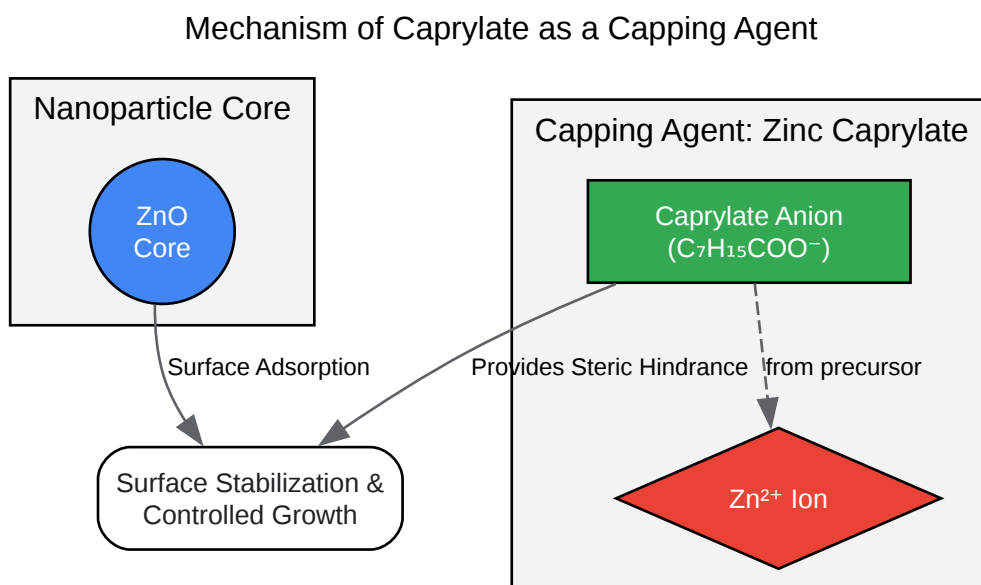 Mechanism of Caprylate as a Capping Agent
Nanoparticle Core
Capping Agent: Zinc Caprylate
ZnO
Core
Caprylate Anion
(C₇H₁₅COO⁻)
Surface Adsorption
Provides Steric Hindrance
from precursor
Surface Stabilization &
Controlled Growth
Zn²⁺ Ion